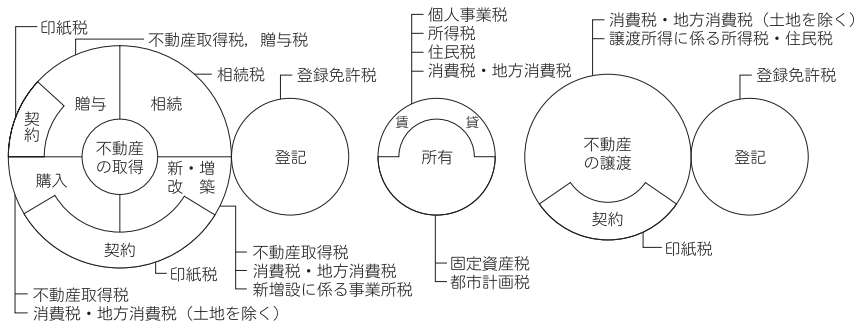 印紙税
不動産取得税，贈与税
相続税
登録免許税
契約
贈与
相続
不動産
の取得
購入
新・増
改　築
契約
登記
印紙税
不動産取得税
消費税・地方消費税
新増設に係る事業所税
不動産取得税
消費税・地方消費税（土地を除く）
個人事業税
所得税
住民税
消費税・地方消費税
賃　貸
所有
固定資産税
都市計画税
消費税・地方消費税（土地を除く）
譲渡所得に係る所得税・住民税
登録免許税
不動産
の譲渡
登記
契約
印紙税